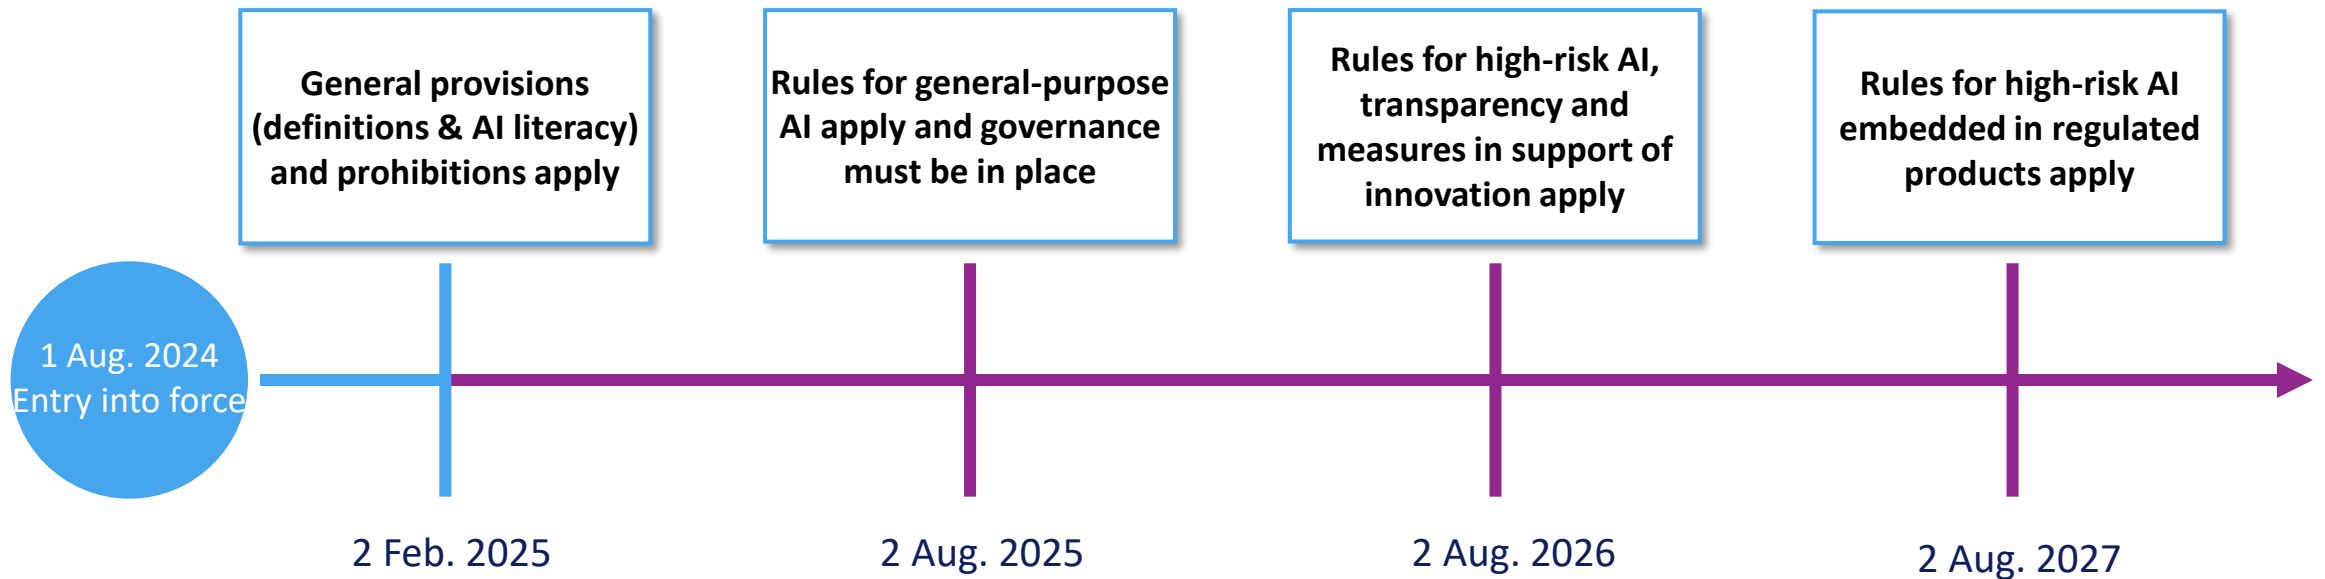 General provisions
(definitions & AI literacy)
and prohibitions apply
Rules for general-purpose
AI apply and governance
must be in place
Rules for high-risk AI,
transparency and
measures in support of
innovation apply
Rules for high-risk AI
embedded in regulated
products apply
1 Aug. 2024
Entry into force
2 Feb. 2025
2 Aug. 2025
2 Aug. 2026
2 Aug. 2027